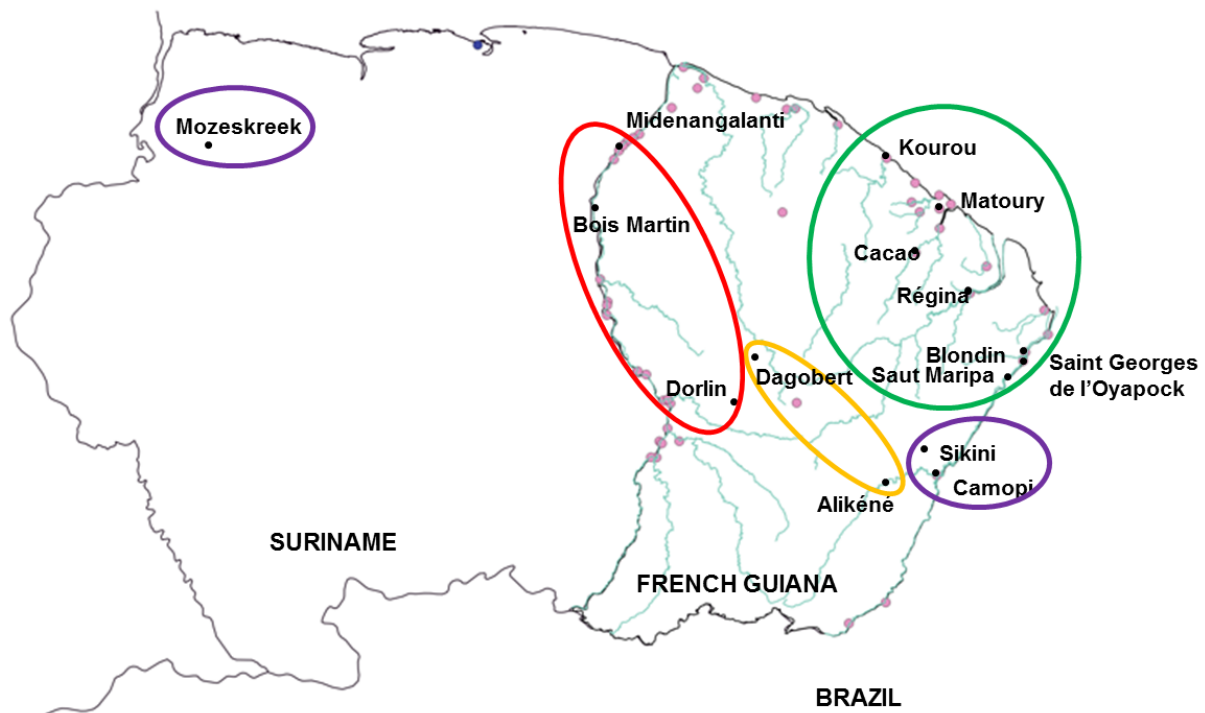 Mozeskreek
Midenangalanti
Kourou
Matoury
Bois Martin
Cacao
Régina
Blondin
Saut Maripa
Saint Georges
de l’Oyapock
Dagobert
Dorlin
Sikini
Camopi
Alikéné
SURINAME
FRENCH GUIANA
BRAZIL